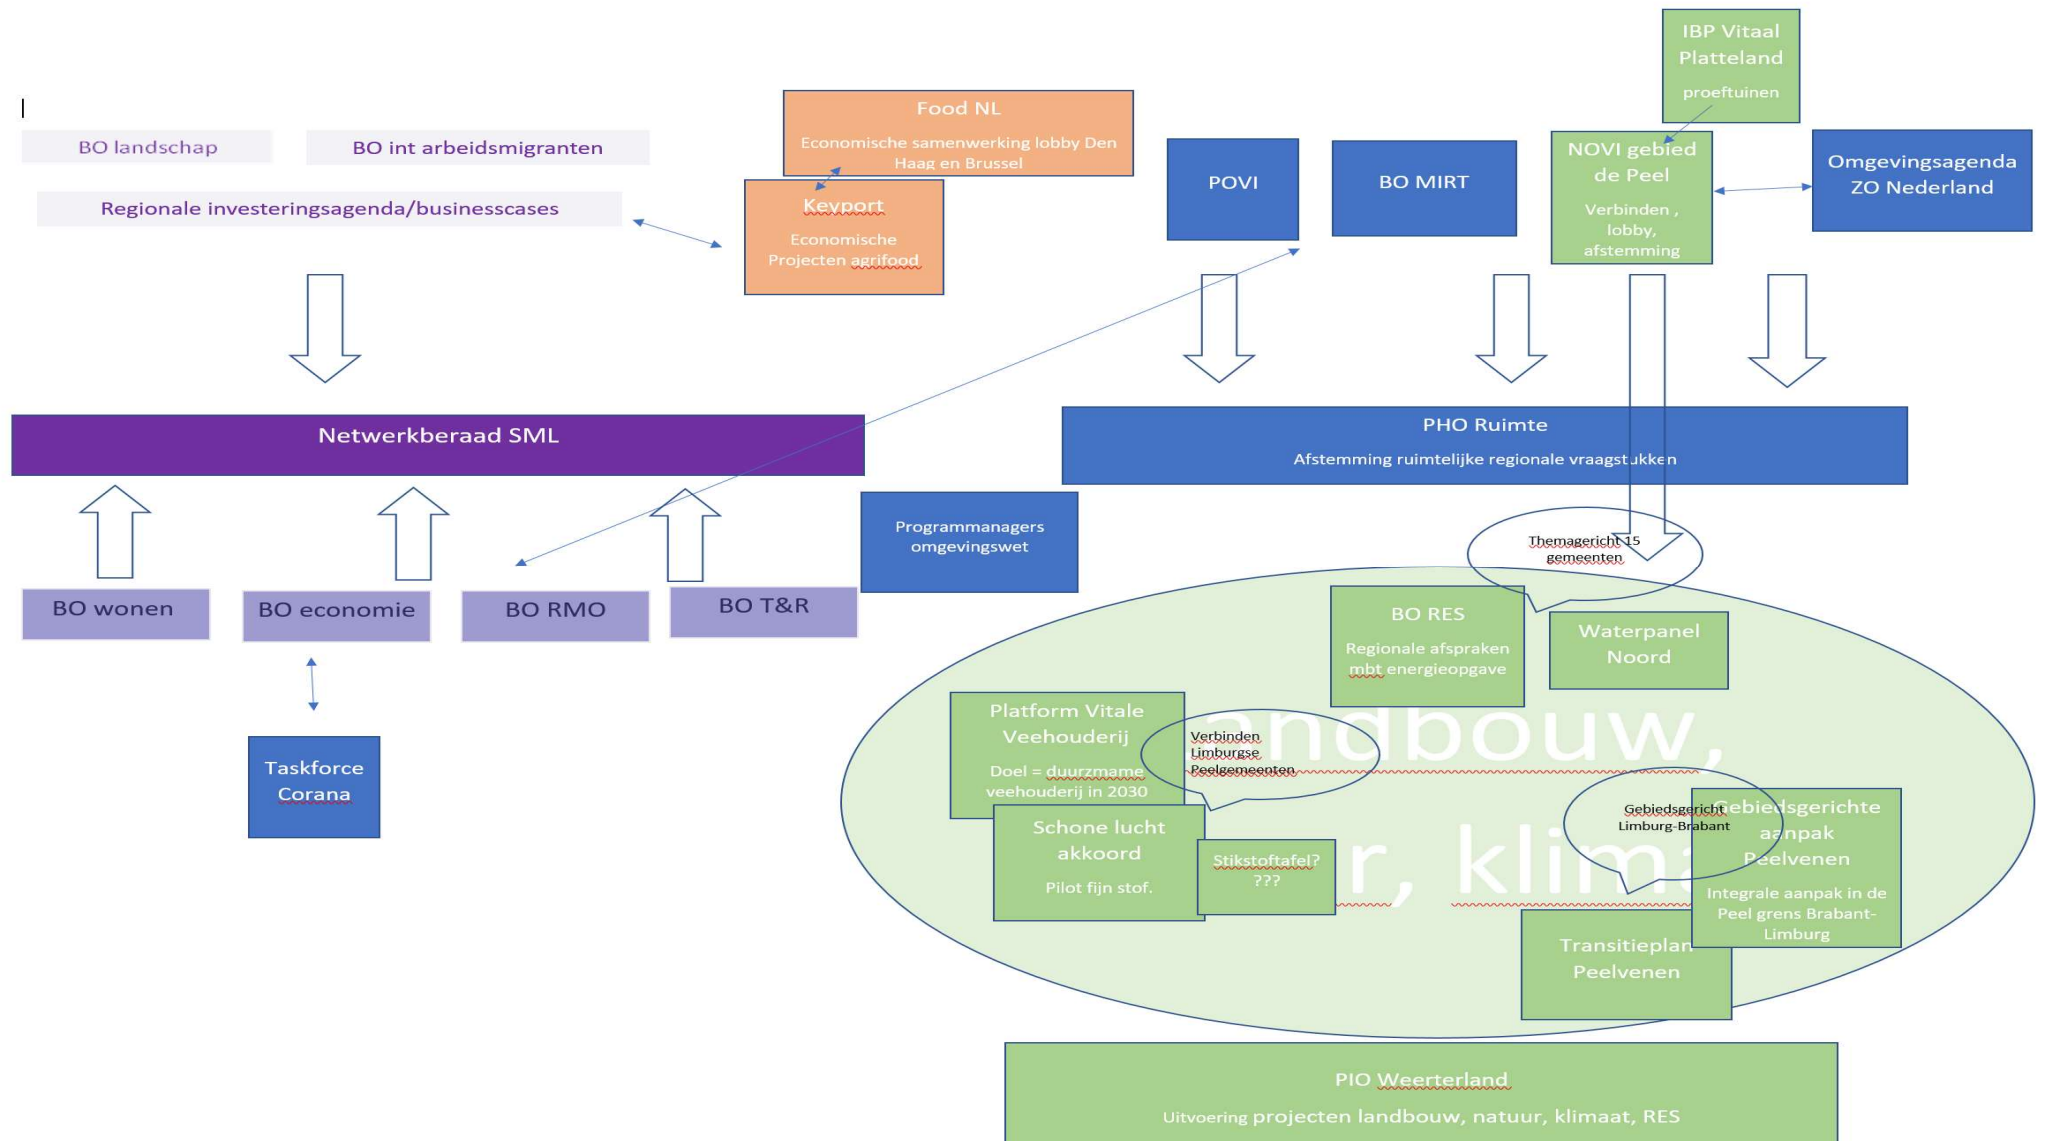 IBP Vitaal
Platteland
proeftuinen
Food NL
Economische samenwerking lobby Den
Haag en Brussel
BO landschap
BO int arbeidsmigranten
Regionale investeringsagenda/businesscases
Keyport
Economische
Projecten agrifood
POVI
BO MIRT
NOVI gebied
de Peel
Verbinden ,
lobby,
afstemming
Omgevingsagenda
ZO Nederland
Netwerkberaad SML
PHO Ruimte
Afstemming ruimtelijke regionale vraagstukken
Programmanagers
omgevingswet
BO wonen
BO economie
BO RMO
BO T&R
Taskforce
Corana
Themagericht 15
gemeenten
BO RES
Regionale afspraken
mbt energieopgave
Waterpanel
Noord
Platform Vitale
Veehouderij
Doel = duurzmame
veehouderij in 2030
Verbinden
Limburgse
Peelgemeenten
andbouw,
r, klima
Schone lucht
akkoord
Pilot fijn stof.
Stikstoftafel?
???
Gebiedsgericht
Limburg-Brabant
Gebiedsgerichte
aanpak
Peelvenen
Integrale aanpak in de
Peel grens Brabant-
Limburg
Transitieplan
Peelvenen
PIO Weerterland
Uitvoering projecten landbouw, natuur, klimaat, RES